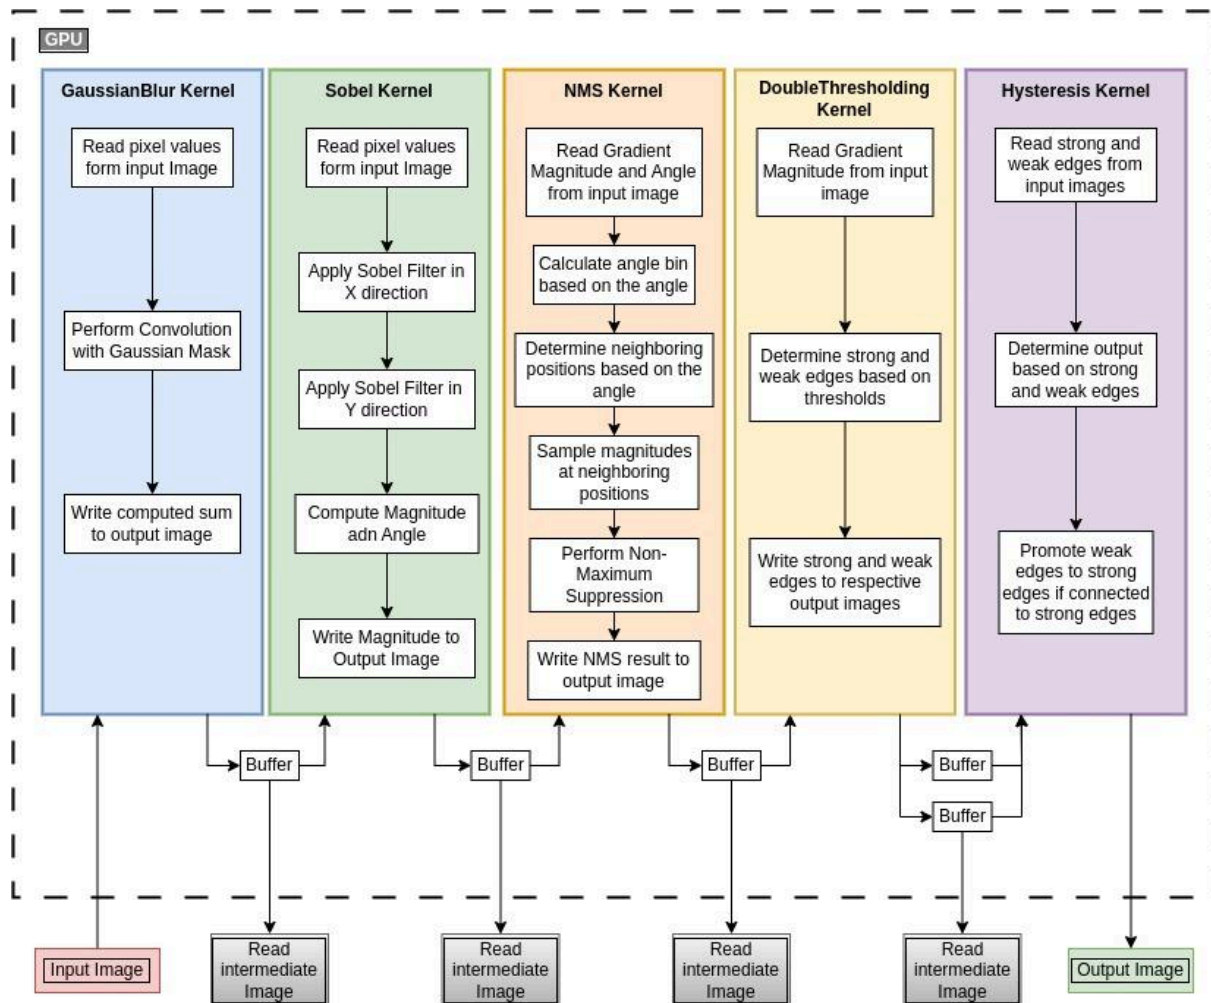 GPU
GaussianBlur Kernel
Read pixel values
form input Image
Perform Convolution
with Gaussian Mask
Write computed sum
to output image
Sobel Kernel
Read pixel values
form input Image
Apply Sobel Filter in
X direction
Apply Sobel Filter in
Y direction
Compute Magnitude
adn Angle
Write Magnitude to
Output Image
NMS Kernel
Read Gradient
Magnitude and Angle
from input image
Calculate angle bin
based on the angle
Determine neighboring
positions based on the
angle
Sample magnitudes
at neighboring
positions
Perform Non-
Maximum
Suppression
Write NMS result to
output image
DoubleThresholding
Kernel
Read Gradient
Magnitude from input
image
Determine strong and
weak edges based on
thresholds
Write strong and weak
edges to respective
output images
Hysteresis Kernel
Read strong and
weak edges from
input images
Determine output
based on strong
and weak edges
Promote weak
edges to strong
edges if connected
to strong edges
Buffer
Buffer
Buffer
Buffer
Buffer
Input Image
Read
intermediate
Image
Read
intermediate
Image
Read
intermediate
Image
Read
intermediate
Image
Output Image